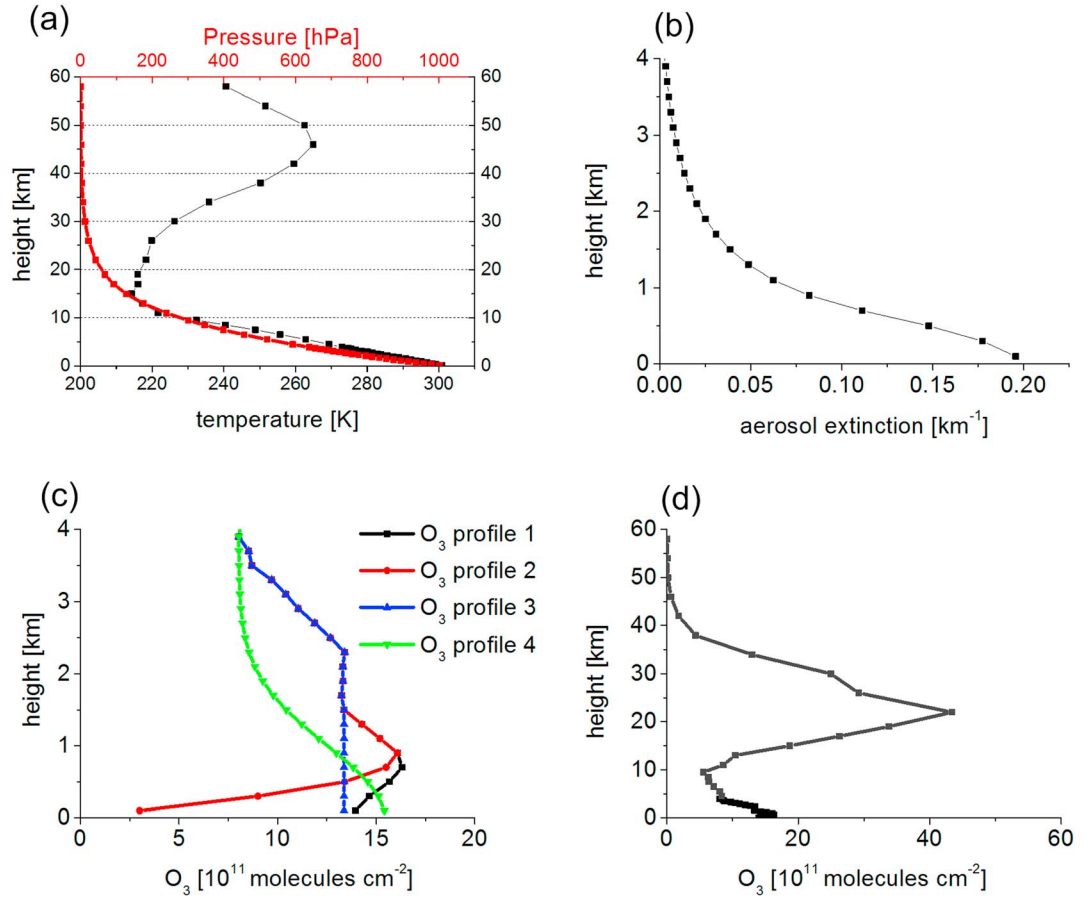 (a)
Pressure [hPa]
0 200 400 600 800 1000
60 60
50 50
40 40
30 30
20 20
10 10
0 0
height [km]
200 220 240 260 280 300
temperature [K]
(b)
4
3
2
1
0
height [km]
0.00 0.05 0.10 0.15 0.20
aerosol extinction [km⁻¹]
(c)
4
3
2
1
0
height [km]
O₃ profile 1
O₃ profile 2
O₃ profile 3
O₃ profile 4
0 5 10 15 20
O₃ [10¹¹ molecules cm⁻²]
(d)
60
50
40
30
20
10
0
height [km]
0 20 40 60
O₃ [10¹¹ molecules cm⁻²]